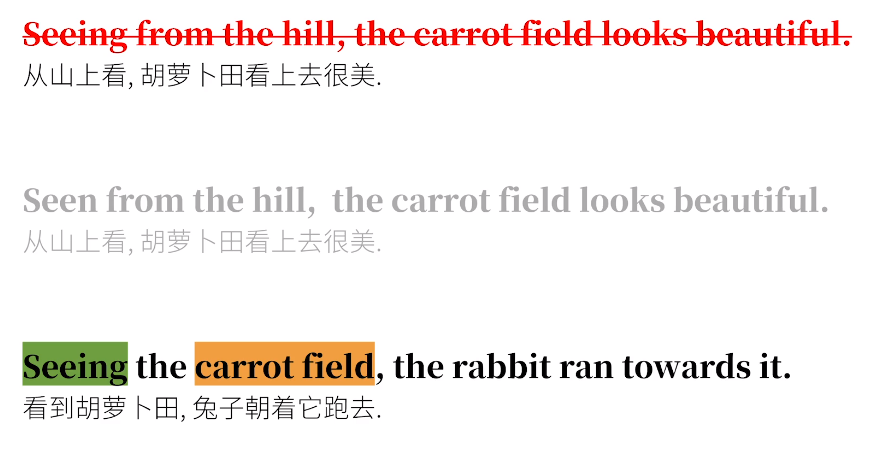 Seeing from the hill, the carrot field looks beautiful.
从山上看, 胡萝卜田看上去很美.
Seen from the hill,  the carrot field looks beautiful.
从山上看, 胡萝卜田看上去很美.
Seeing the carrot field, the rabbit ran towards it.
看到胡萝卜田, 兔子朝着它跑去.